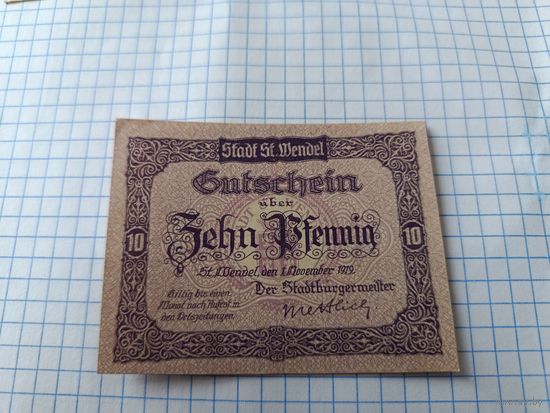 Stadt St. Wendel
Gutschein
über
Zehn Pfennig
10
10
St. Wendel, den 1. November 1919.
Der Stadtbürgermeister
Gültig bis einen
Monat nach Aufruf in
den Ortszeitungen.
Mettlich